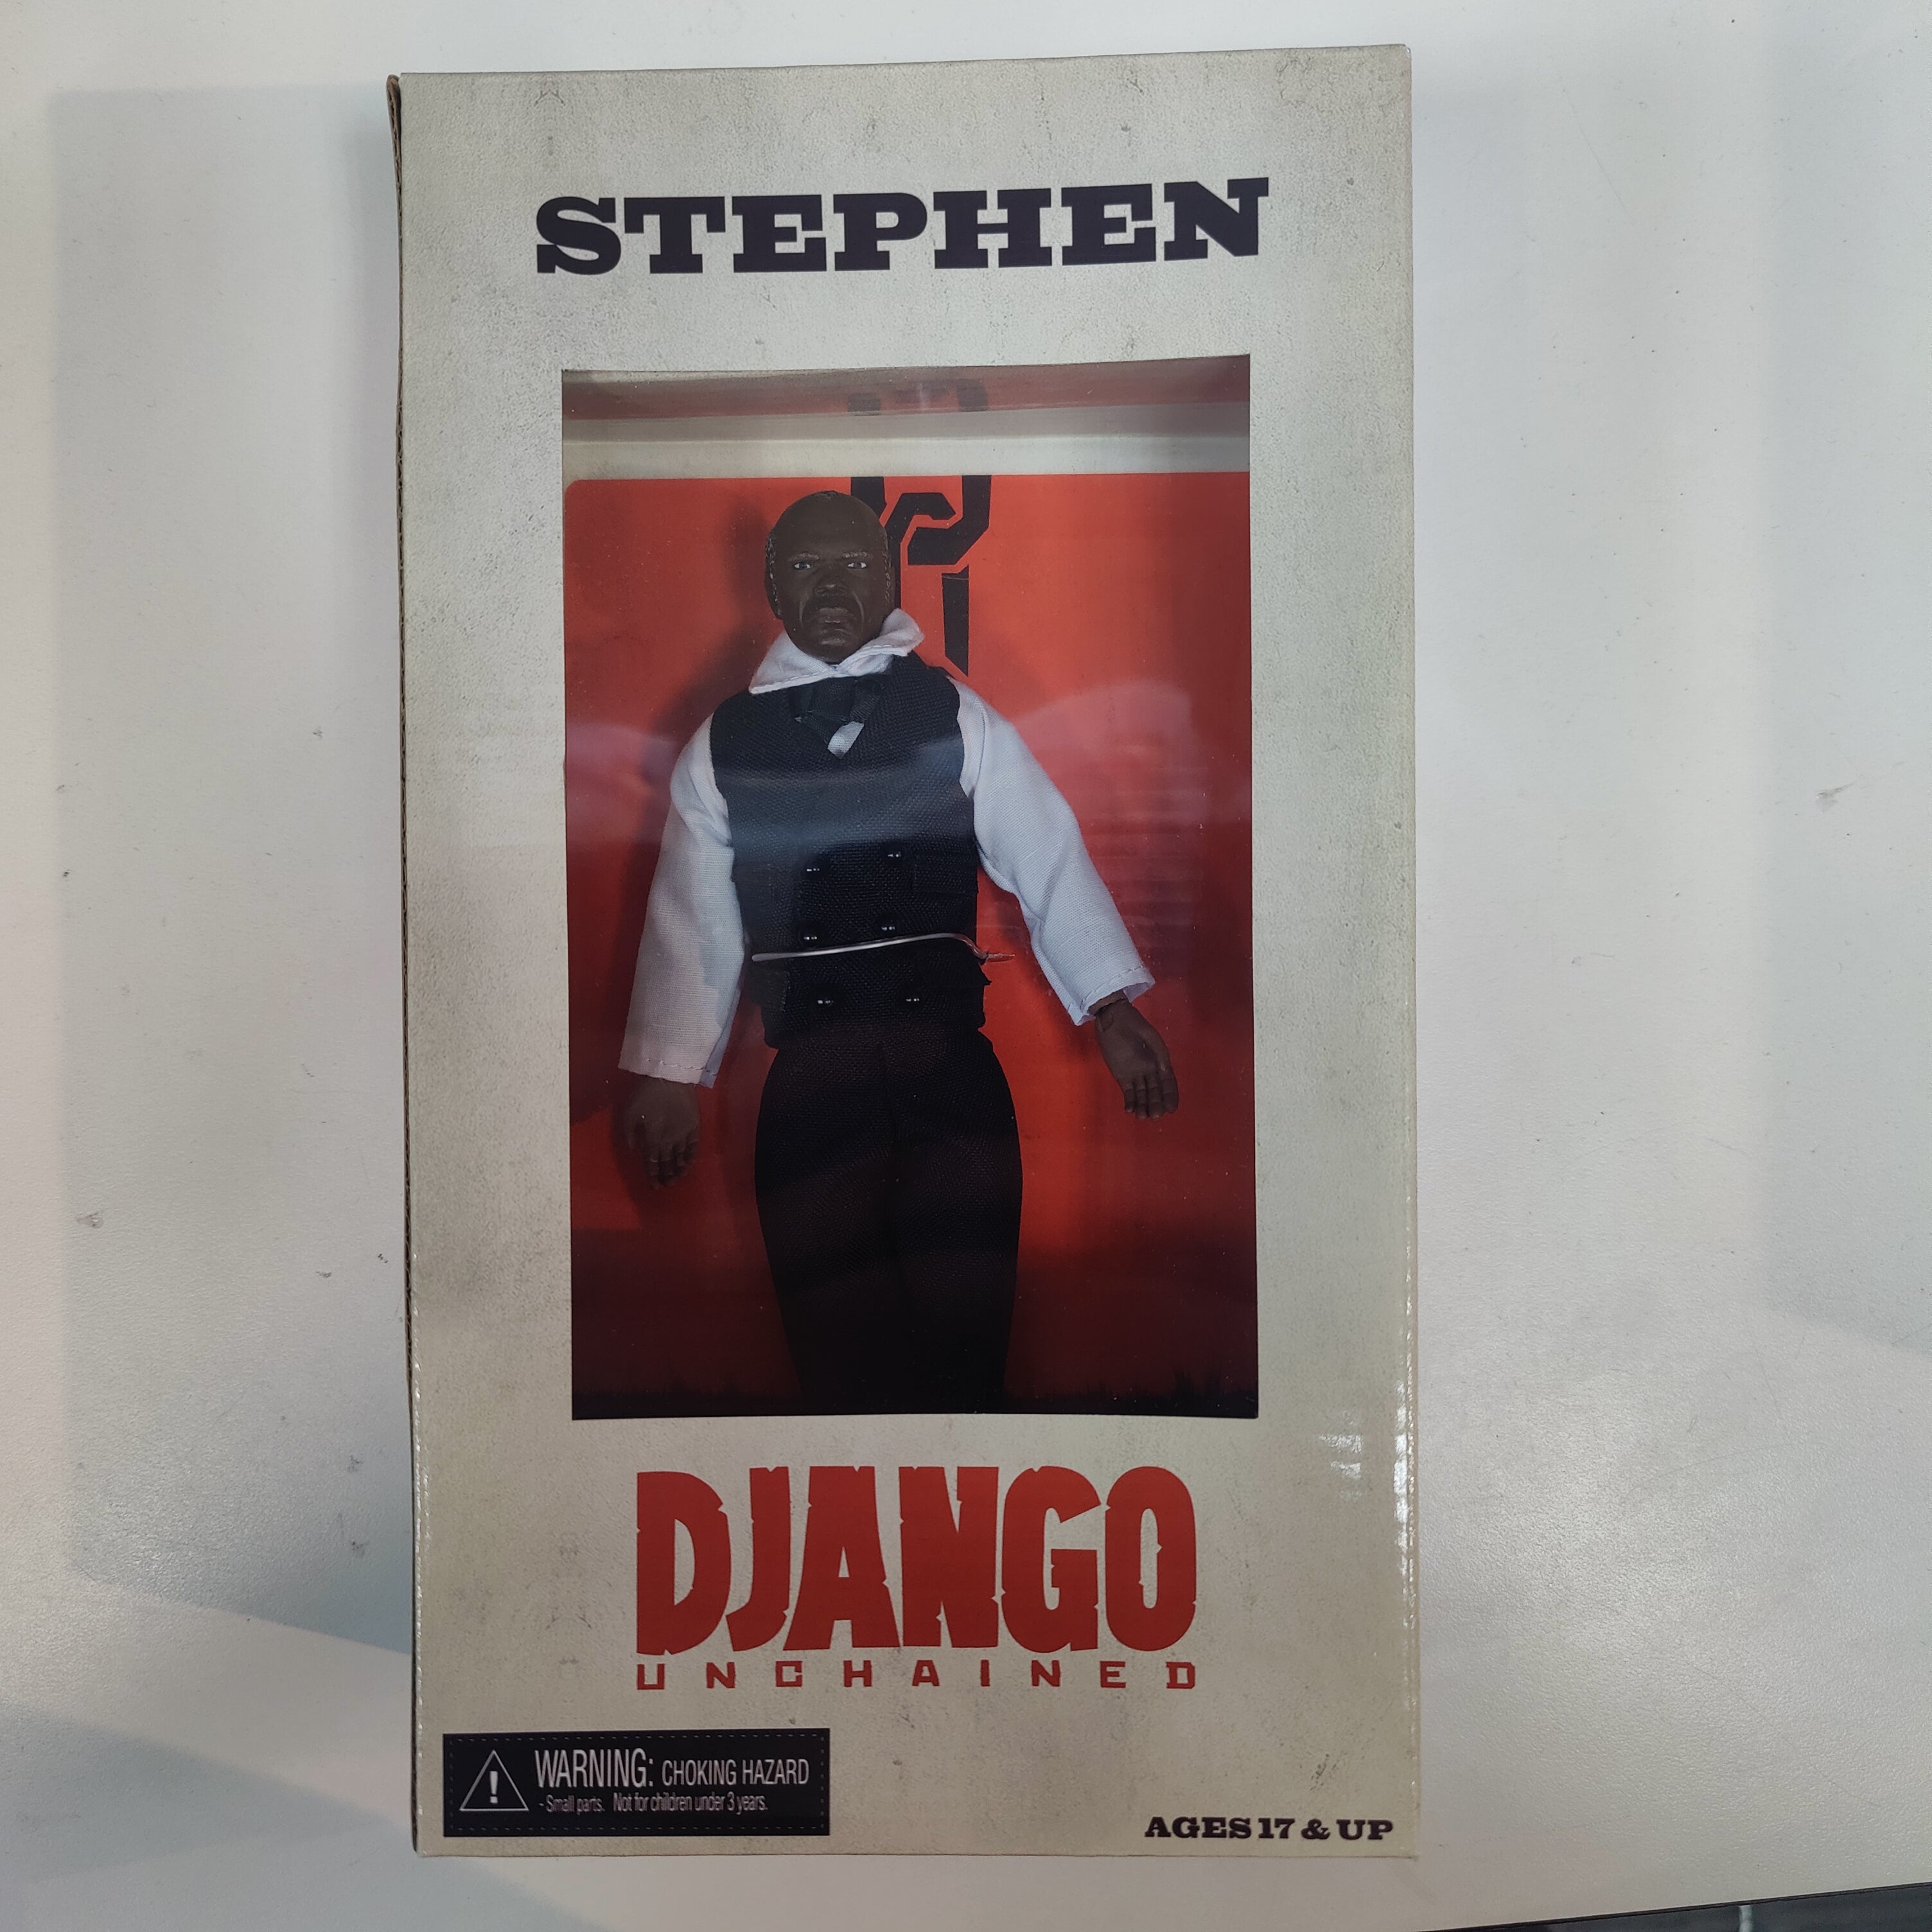 STEPHEN
DJANGO
UNCHAINED
WARNING: CHOKING HAZARD
- Small parts. Not for children under 3 years.
AGES 17 & UP